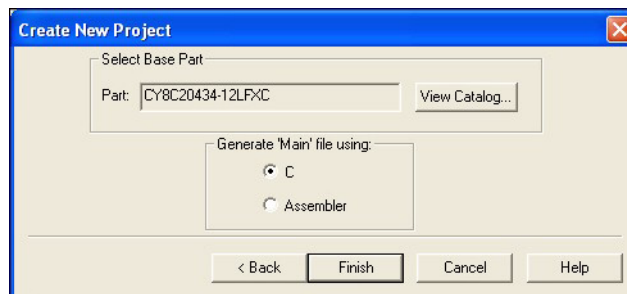 Create New Project
Select Base Part
Part: CY8C20434-12LFXC View Catalog...
Generate 'Main' file using:
C
Assembler
< Back Finish Cancel Help